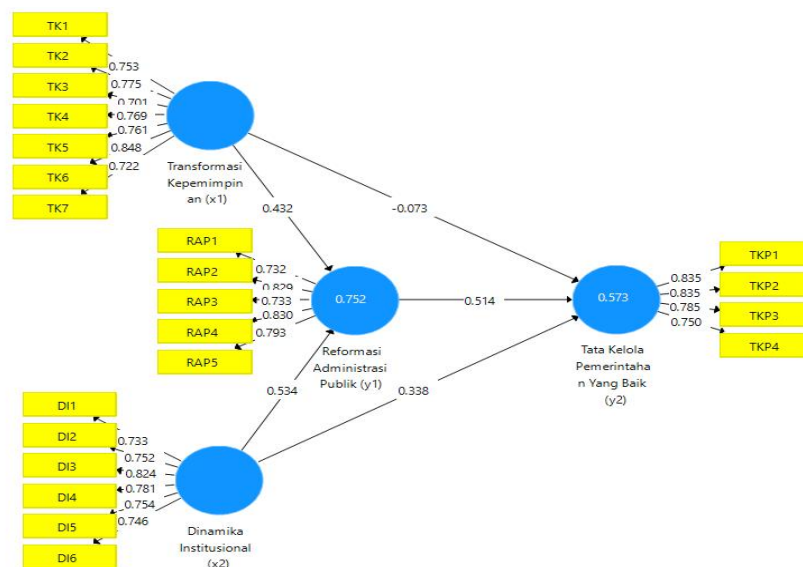 TK1
TK2
TK3
TK4
TK5
TK6
TK7
0.753
0.775
0.701
0.769
0.761
0.848
0.722
Transformasi
Kepemimpin
an (x1)
0.432
-0.073
RAP1
RAP2
RAP3
RAP4
RAP5
0.732
0.829
0.733
0.830
0.793
0.752
Reformasi
Administrasi
Publik (y1)
0.514
0.573
Tata Kelola
Pemerintaha
n Yang Baik
(y2)
0.835
0.835
0.785
0.750
TKP1
TKP2
TKP3
TKP4
0.534
0.338
DI1
DI2
DI3
DI4
DI5
DI6
0.733
0.752
0.824
0.781
0.754
0.746
Dinamika
Institusional
(x2)